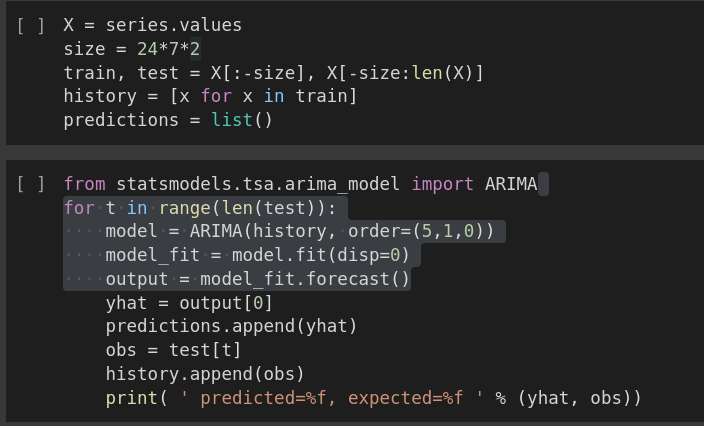 [ ] X = series.values
size = 24*7*2
train, test = X[:-size], X[-size:len(X)]
history = [x for x in train]
predictions = list()
[ ] from statsmodels.tsa.arima_model import ARIMA
for t in range(len(test)):
    model = ARIMA(history, order=(5,1,0))
    model_fit = model.fit(disp=0)
    output = model_fit.forecast()
    yhat = output[0]
    predictions.append(yhat)
    obs = test[t]
    history.append(obs)
    print( ' predicted=%f, expected=%f ' % (yhat, obs))